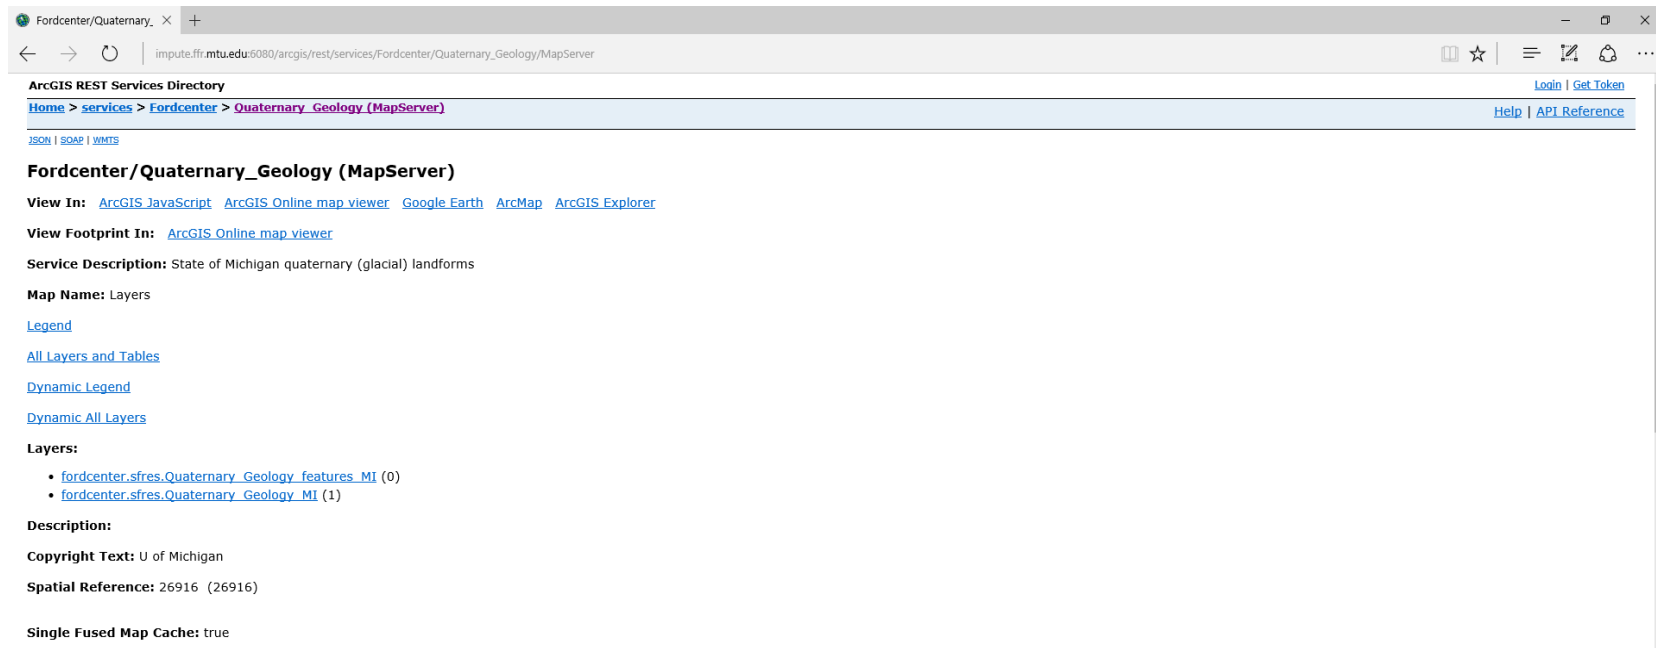 Fordcenter/Quaternary_
impute.ffr.mtu.edu:6080/arcgis/rest/services/Fordcenter/Quaternary_Geology/MapServer
ArcGIS REST Services Directory
Login | Get Token
Home > services > Fordcenter > Quaternary_Geology (MapServer)
Help | API Reference
JSON | SOAP | WMTS
Fordcenter/Quaternary_Geology (MapServer)
View In: ArcGIS JavaScript ArcGIS Online map viewer Google Earth ArcMap ArcGIS Explorer
View Footprint In: ArcGIS Online map viewer
Service Description: State of Michigan quaternary (glacial) landforms
Map Name: Layers
Legend
All Layers and Tables
Dynamic Legend
Dynamic All Layers
Layers:
• fordcenter.sfres.Quaternary_Geology_features_MI (0)
• fordcenter.sfres.Quaternary_Geology_MI (1)
Description:
Copyright Text: U of Michigan
Spatial Reference: 26916 (26916)
Single Fused Map Cache: true